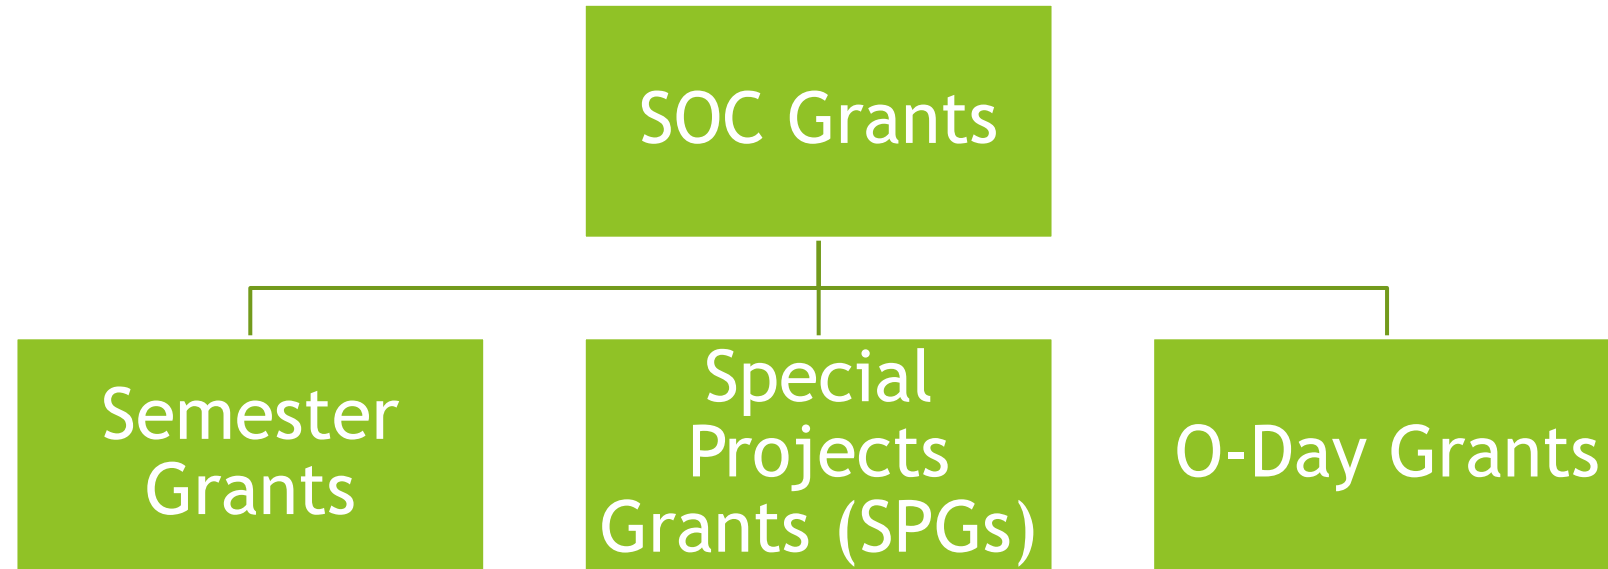 SOC Grants
Semester
Grants
Special
Projects
Grants (SPGs)
O-Day Grants